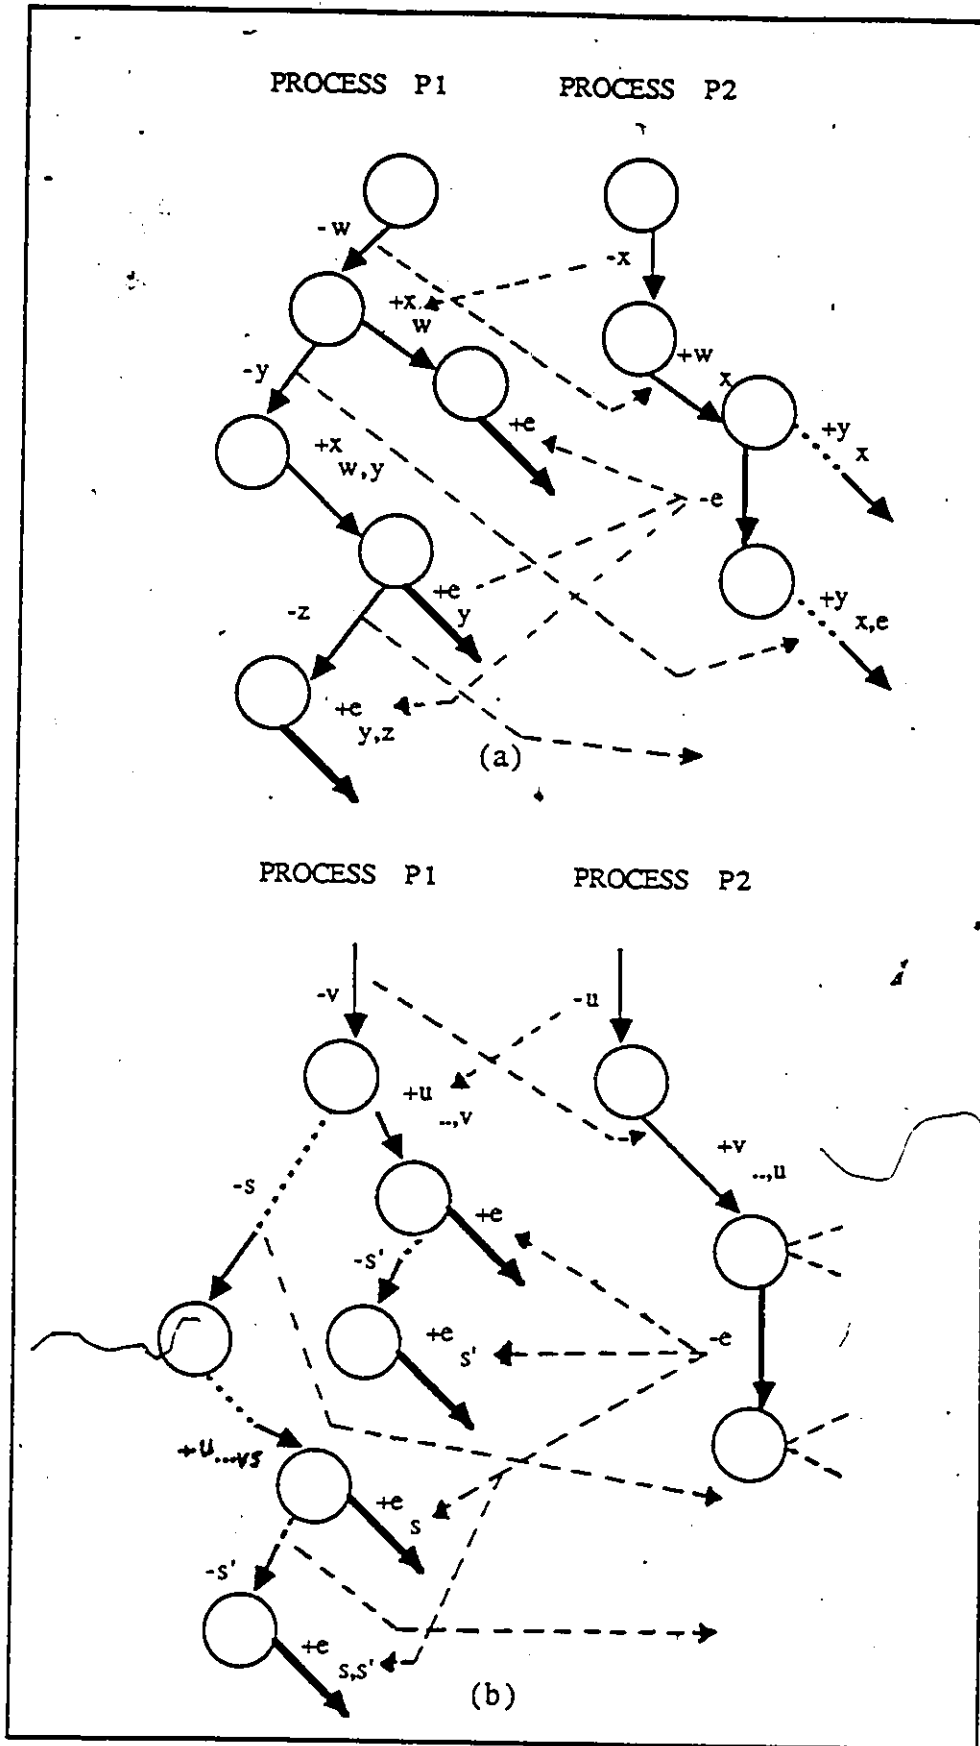 PROCESS P1 PROCESS P2
-w
-x
+x
w
+w
x
-y
+e
+y
x
+x
w,y
-e
+e
y
-z
+y
x,e
+e
y,z
(a)
PROCESS P1 PROCESS P2
-v
-u
+u
..,v
+v
..,u
-s
+e
-s'
+e
s'
-e
+u...vs
+e
s
-s'
+e
s,s'
(b)